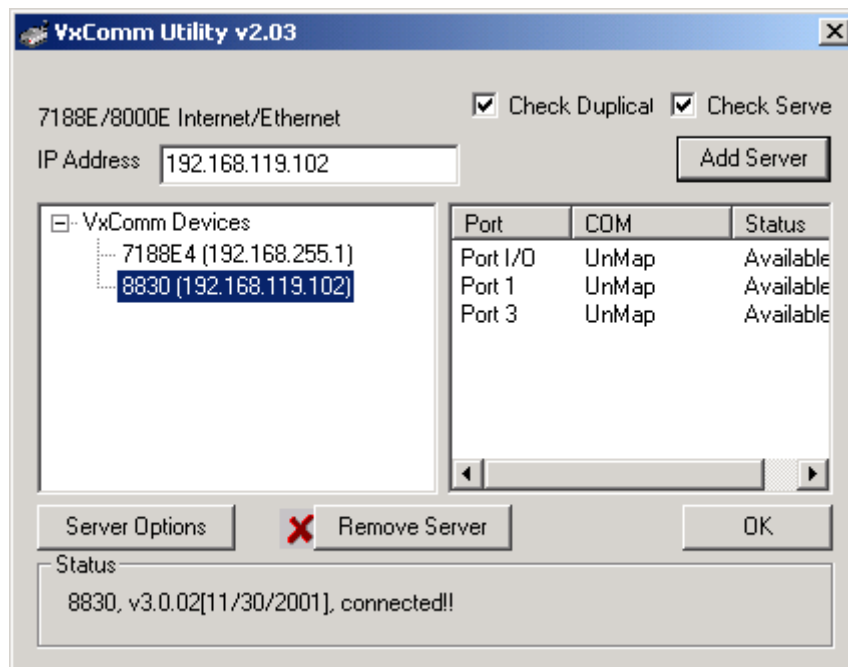 VxComm Utility v2.03
Check Duplical Check Serve
7188E/8000E Internet/Ethernet
IP Address 192.168.119.102 Add Server
VxComm Devices
7188E4 (192.168.255.1)
8830 (192.168.119.102)
Port COM Status
Port I/O UnMap Available
Port 1 UnMap Available
Port 3 UnMap Available
Server Options Remove Server OK
Status
8830, v3.0.02[11/30/2001], connected!!